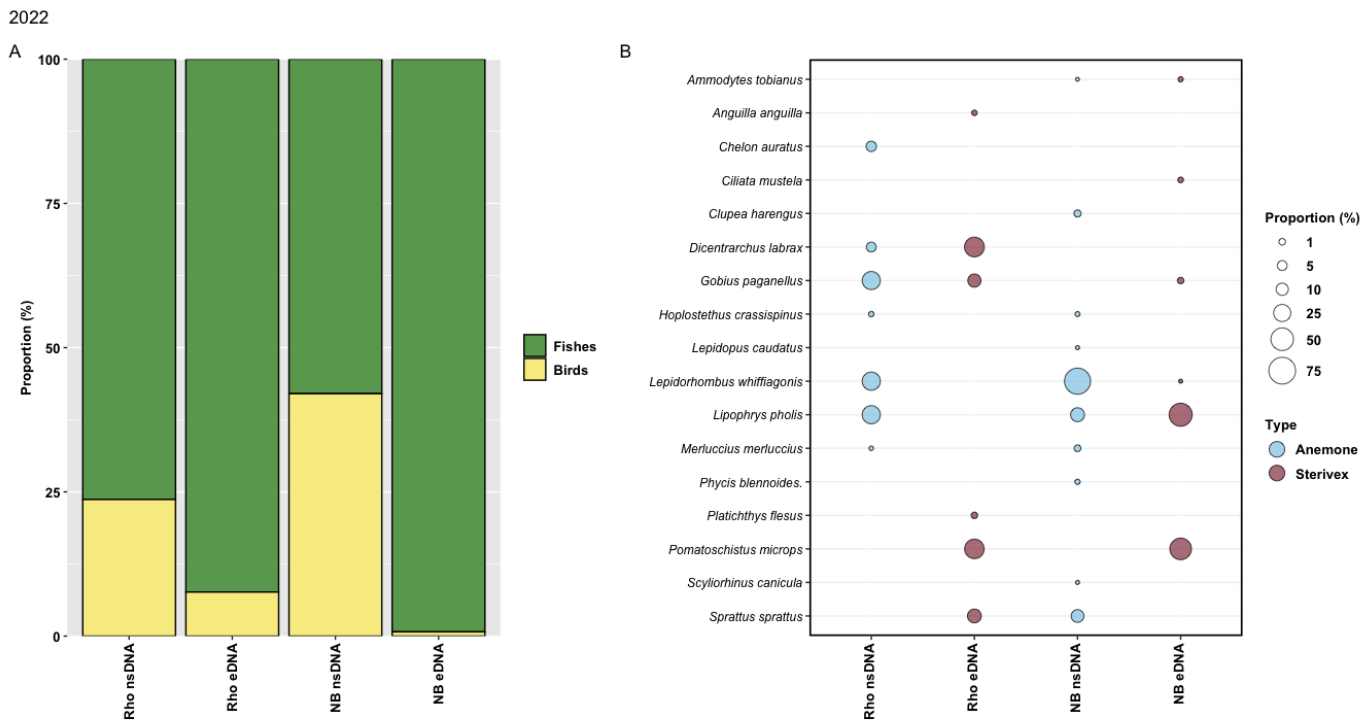 2022
A
100
75
50
25
0
Proportion (%)
Rho nsDNA
Rho eDNA
NB nsDNA
NB eDNA
Fishes
Birds
B
Ammodytes tobianus
Anguilla anguilla
Chelon auratus
Ciliata mustela
Clupea harengus
Dicentrarchus labrax
Gobius paganellus
Hoplostethus crassispinus
Lepidopus caudatus
Lepidorhombus whiffiagonis
Lipophrys pholis
Merluccius merluccius
Phycis blennoides.
Platichthys flesus
Pomatoschistus microps
Scyliorhinus canicula
Sprattus sprattus
Rho nsDNA
Rho eDNA
NB nsDNA
NB eDNA
Proportion (%)
1
5
10
25
50
75
Type
Anemone
Sterivex